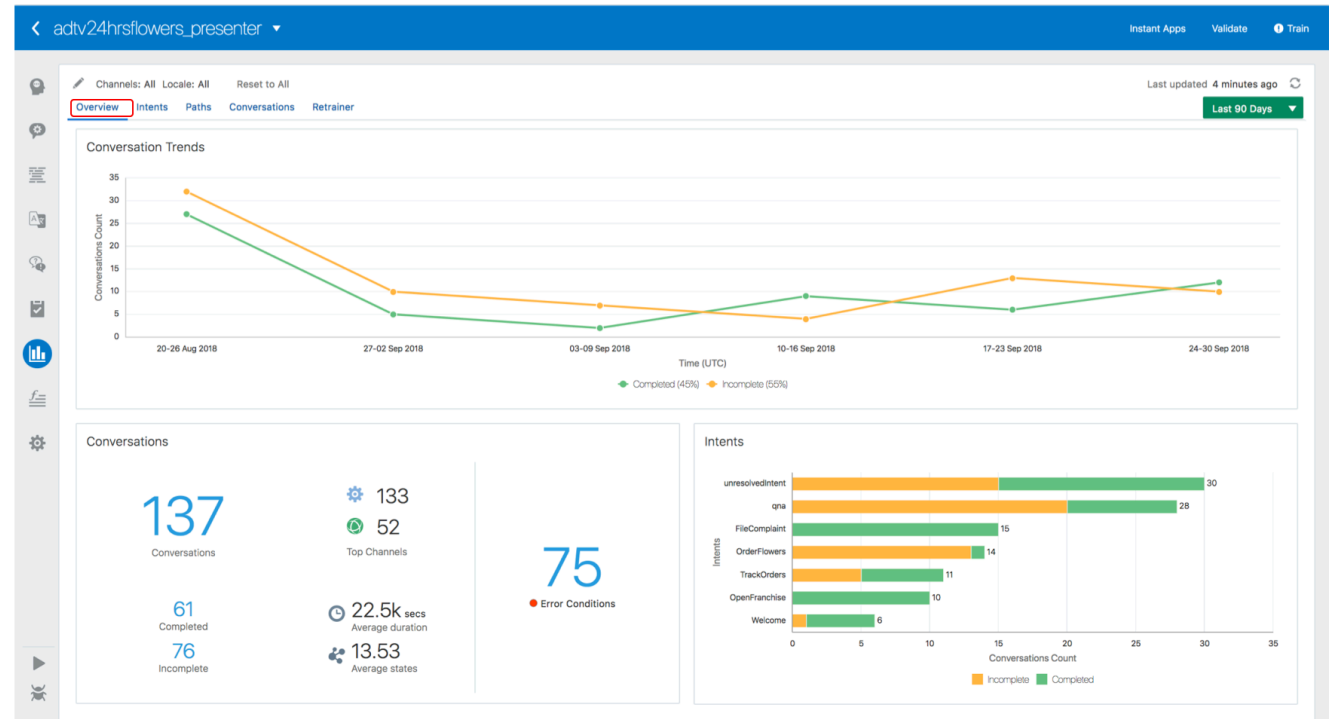 adtv24hrsflowers_presenter
Instant Apps Validate Train
Channels: All Locale: All Reset to All
Last updated 4 minutes ago
Overview Intents Paths Conversations Retrainer
Last 90 Days
Conversation Trends
Conversations Count
35
30
25
20
15
10
5
0
20-26 Aug 2018 27-02 Sep 2018 03-09 Sep 2018 10-16 Sep 2018 17-23 Sep 2018 24-30 Sep 2018
Time (UTC)
Completed (45%) Incomplete (55%)
Conversations
137
Conversations
133
52
Top Channels
61
Completed
76
Incomplete
22.5k secs
Average duration
13.53
Average states
75
Error Conditions
Intents
Intents
unresolvedIntent 30
qna 28
FileComplaint 15
OrderFlowers 14
TrackOrders 11
OpenFranchise 10
Welcome 6
0 5 10 15 20 25 30 35
Conversations Count
Incomplete Completed